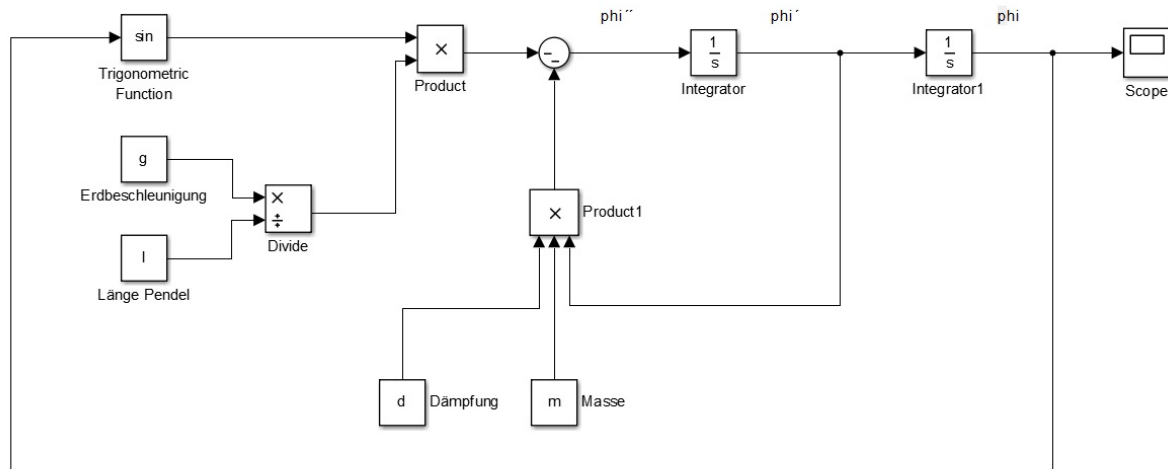 phi´´
phi´
phi
sin
×
1
s
1
s
Trigonometric
Function
Product
Integrator
Integrator1
Scope
g
Erdbeschleunigung
×
÷
Divide
×
Product1
l
Länge Pendel
d
Dämpfung
m
Masse